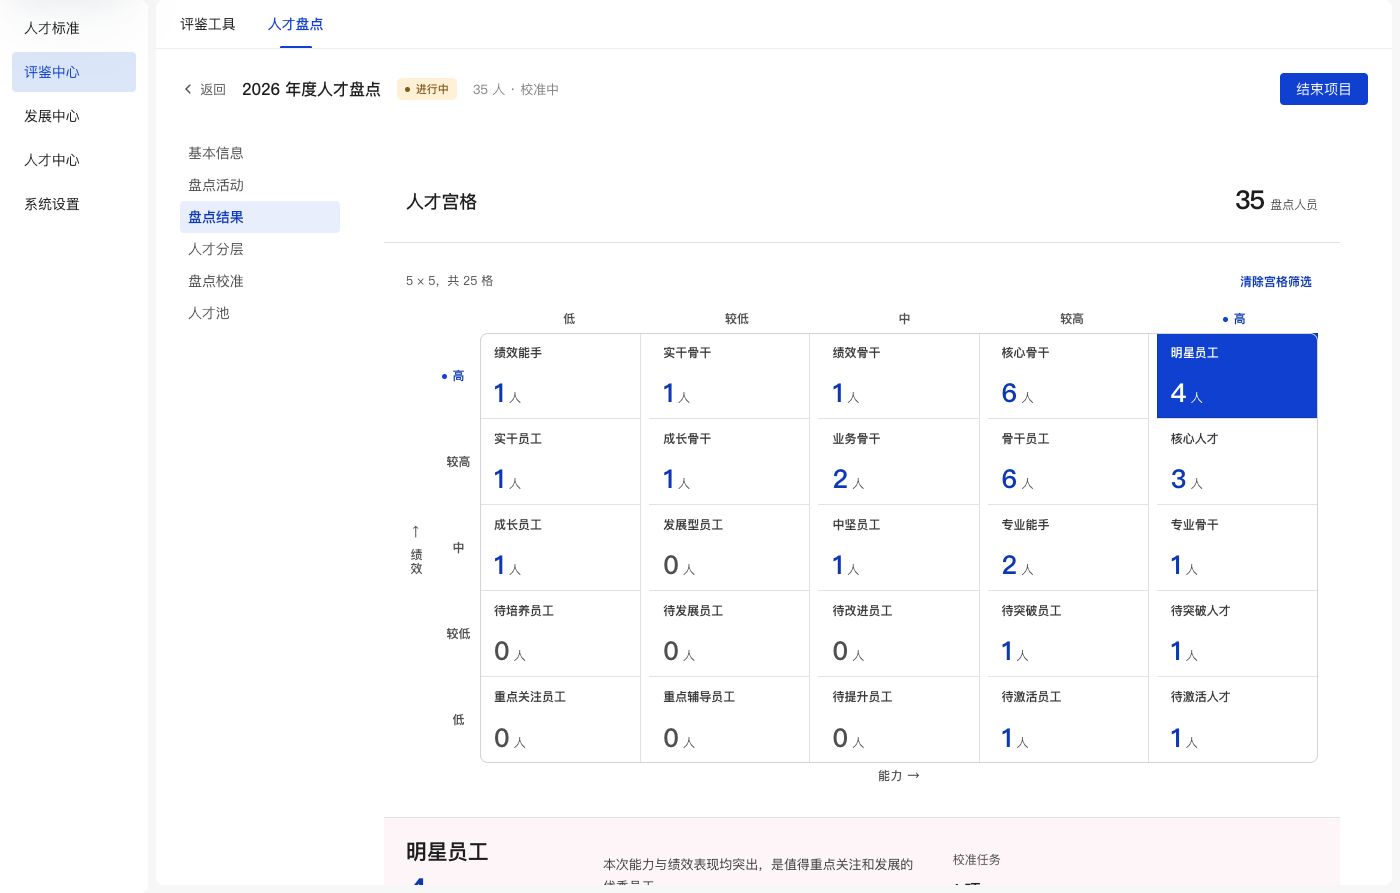 人才标准
评鉴中心
发展中心
人才中心
系统设置
评鉴工具 人才盘点
返回 2026 年度人才盘点 进行中 35 人 · 校准中 结束项目
基本信息
盘点活动
盘点结果
人才分层
盘点校准
人才池
人才宫格 35 盘点人员
5 × 5，共 25 格 清除宫格筛选
低 较低 中 较高 高
高
绩效能手 实干骨干 绩效骨干 核心骨干 明星员工
1 人 1 人 1 人 6 人 4 人
较高
实干员工 成长骨干 业务骨干 骨干员工 核心人才
1 人 1 人 2 人 6 人 3 人
↑ 绩效
中
成长员工 发展型员工 中坚员工 专业能手 专业骨干
1 人 0 人 1 人 2 人 1 人
较低
待培养员工 待发展员工 待改进员工 待突破员工 待突破人才
0 人 0 人 0 人 1 人 1 人
低
重点关注员工 重点辅导员工 待提升员工 待激活员工 待激活人才
0 人 0 人 0 人 1 人 1 人
能力 →
明星员工
本次能力与绩效表现均突出，是值得重点关注和发展的
校准任务